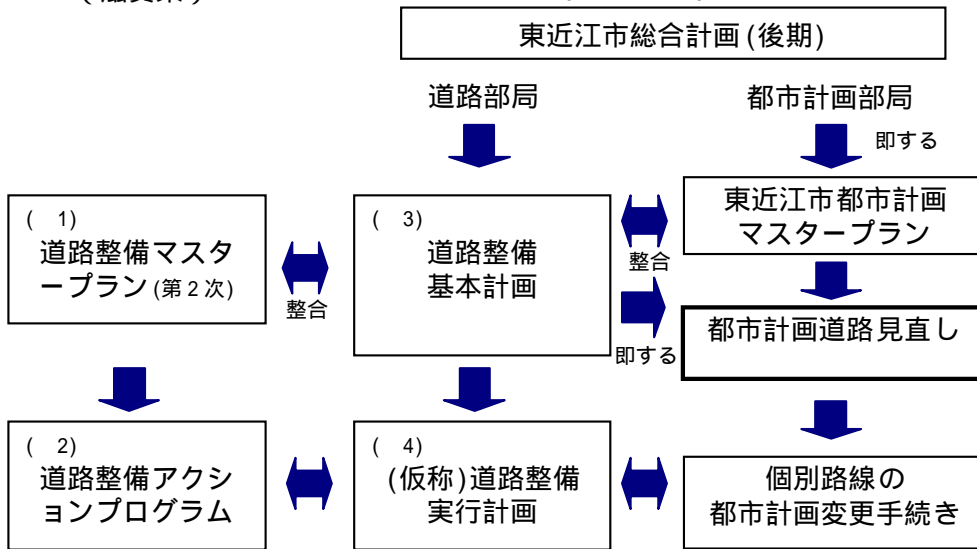 東近江市総合計画(後期)
道路部局
都市計画部局
即する
( 1)
道路整備マスタ
ープラン(第2次)
整合
( 3)
道路整備
基本計画
整合
東近江市都市計画
マスタープラン
即する
都市計画道路見直し
( 2)
道路整備アクシ
ョンプログラム
( 4)
(仮称)道路整備
実行計画
個別路線の
都市計画変更手続き